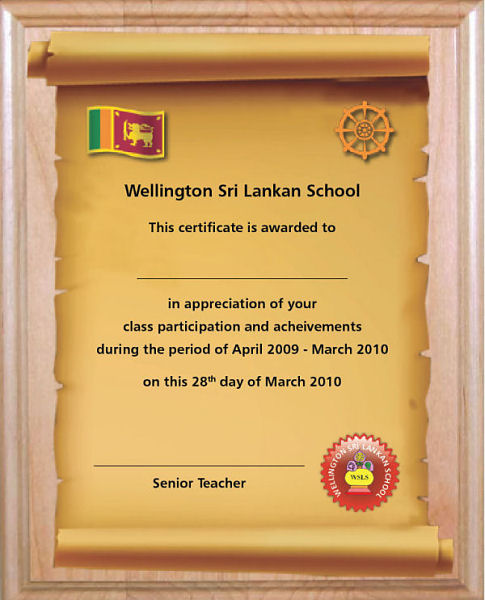 Wellington Sri Lankan School
This certificate is awarded to
in appreciation of your
class participation and acheivements
during the period of April 2009 - March 2010
on this 28th day of March 2010
Senior Teacher
WELLINGTON SRI LANKAN SCHOOL
WSLS